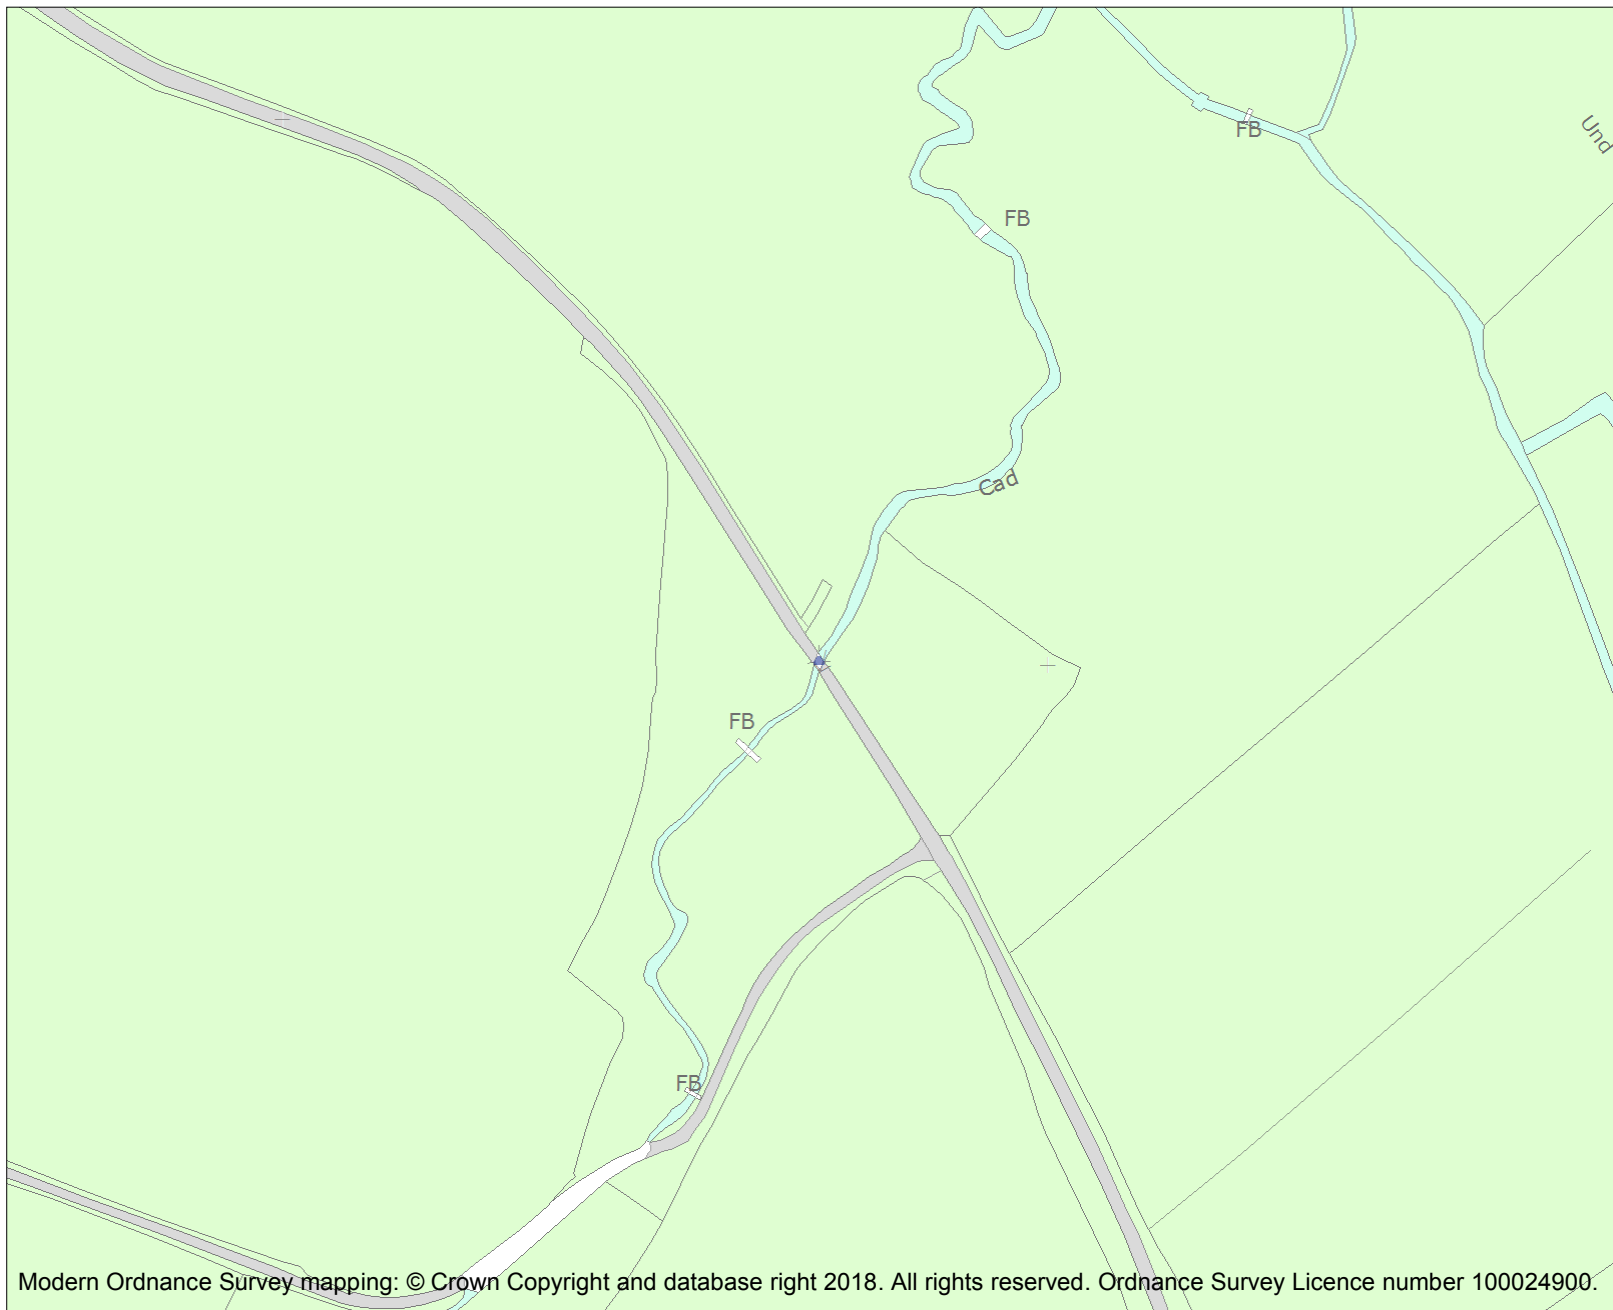 FB
Und
FB
Cad
FB
FB
Modern Ordnance Survey mapping: © Crown Copyright and database right 2018. All rights reserved. Ordnance Survey Licence number 100024900.